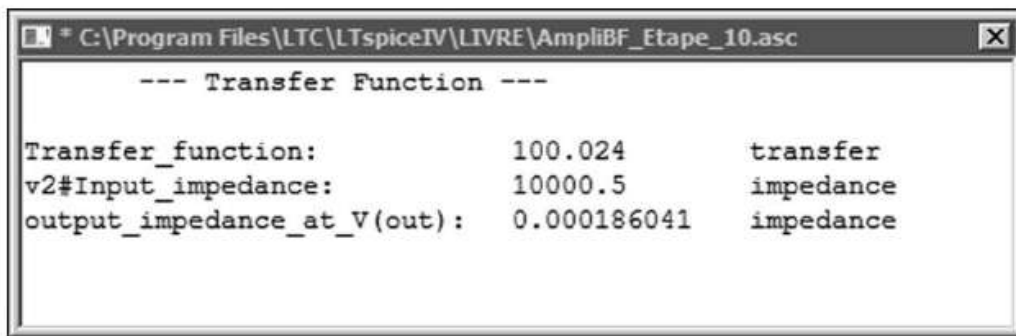 * C:\Program Files\LTC\LTspiceIV\LIVRE\AmpliBF_Etape_10.asc
--- Transfer Function ---
Transfer_function: 100.024 transfer
v2#Input_impedance: 10000.5 impedance
output_impedance_at_V(out): 0.000186041 impedance